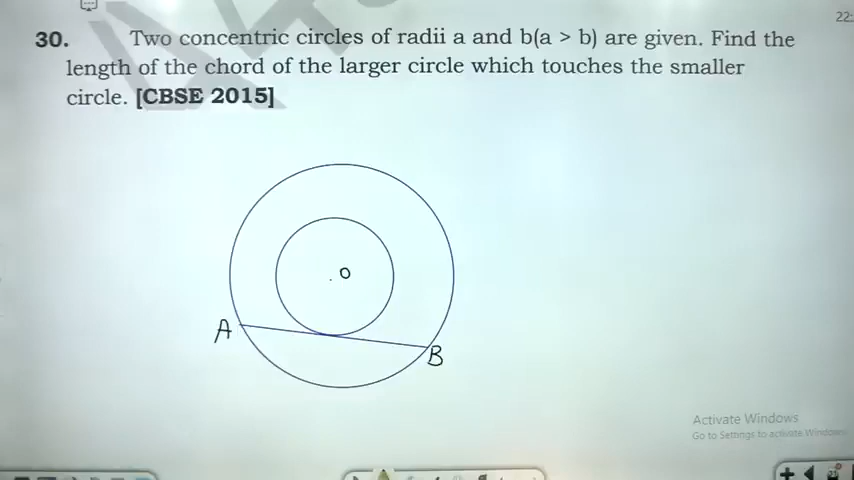 22:
30. Two concentric circles of radii a and b(a > b) are given. Find the
length of the chord of the larger circle which touches the smaller
circle. [CBSE 2015]
O
A
B
Activate Windows
Go to Settings to activate Windows.